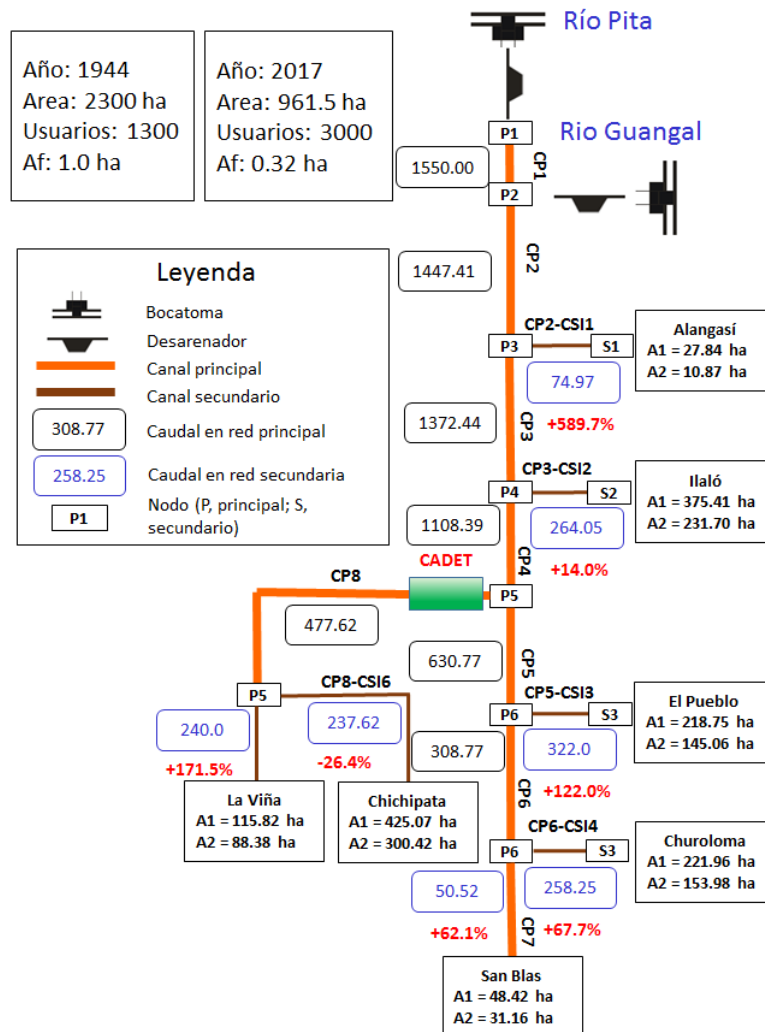 Río Pita
Año: 1944
Area: 2300 ha
Usuarios: 1300
Af: 1.0 ha
Año: 2017
Area: 961.5 ha
Usuarios: 3000
Af: 0.32 ha
P1
Rio Guangal
CP1
1550.00
P2
CP2
1447.41
Leyenda
Bocatoma
Desarenador
Canal principal
Canal secundario
308.77
Caudal en red principal
258.25
Caudal en red secundaria
P1
Nodo (P, principal; S,
secundario)
CP2-CSI1
P3
S1
Alangasí
A1 = 27.84 ha
A2 = 10.87 ha
74.97
+589.7%
1372.44
CP3
CP3-CSI2
P4
S2
Ilaló
A1 = 375.41 ha
A2 = 231.70 ha
264.05
+14.0%
1108.39
CP4
CADET
P5
CP8
477.62
630.77
CP5
P5
CP8-CSI6
240.0
+171.5%
237.62
-26.4%
CP5-CSI3
P6
S3
El Pueblo
A1 = 218.75 ha
A2 = 145.06 ha
322.0
+122.0%
308.77
CP6
La Viña
A1 = 115.82 ha
A2 = 88.38 ha
Chichipata
A1 = 425.07 ha
A2 = 300.42 ha
CP6-CSI4
P6
S3
Churoloma
A1 = 221.96 ha
A2 = 153.98 ha
50.52
+62.1%
258.25
+67.7%
CP7
San Blas
A1 = 48.42 ha
A2 = 31.16 ha